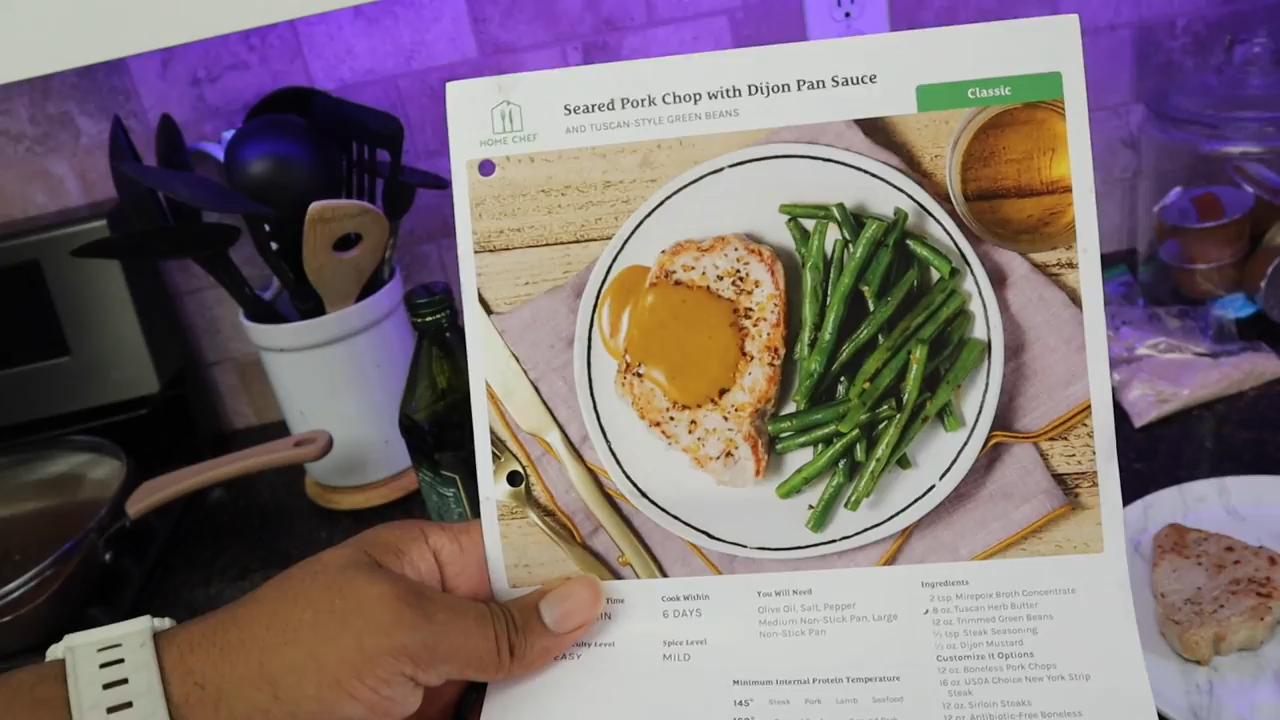 HOME CHEF
Seared Pork Chop with Dijon Pan Sauce
AND TUSCAN-STYLE GREEN BEANS
Classic
Time
Cook Within
6 DAYS
EASY
Spice Level
MILD
You Will Need
Olive Oil, Salt, Pepper
Medium Non-Stick Pan, Large
Non-Stick Pan
Minimum Internal Protein Temperature
145° Steak Pork Lamb Seafood
Ingredients
2 tsp. Mirepoix Broth Concentrate
.8 oz. Tuscan Herb Butter
12 oz. Trimmed Green Beans
½ tsp. Steak Seasoning
½ oz. Dijon Mustard
Customize It Options
12 oz. Boneless Pork Chops
16 oz. USDA Choice New York Strip
Steak
12 oz. Sirloin Steaks
12 oz. Antibiotic-Free Boneless